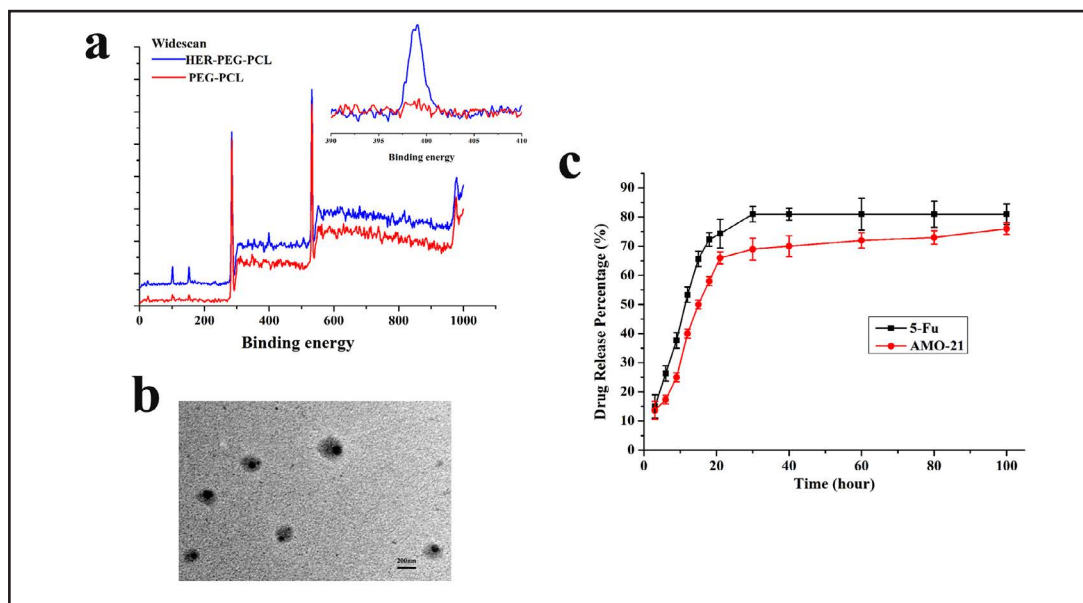 a
Widescan
HER-PEG-PCL
PEG-PCL
390 395 400 405 410
Binding energy
0 200 400 600 800 1000
Binding energy
b
200nm
c
90
80
70
60
50
40
30
20
10
0
Drug Release Percentage (%)
5-Fu
AMO-21
0 20 40 60 80 100
Time (hour)